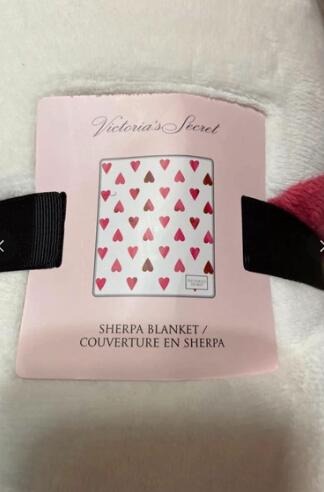 Victoria's Secret
SHERPA BLANKET /
COUVERTURE EN SHERPA